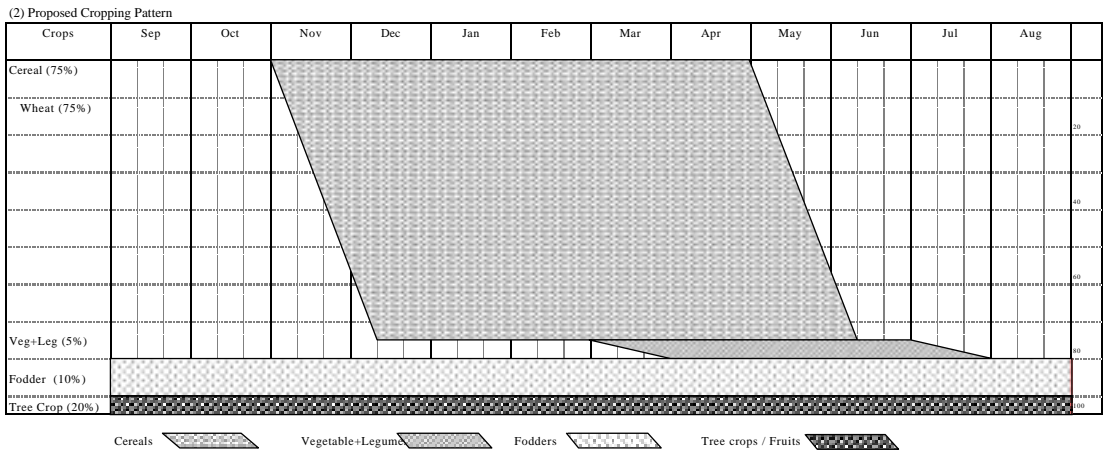 (2) Proposed Cropping Pattern
Crops Sep Oct Nov Dec Jan Feb Mar Apr May Jun Jul Aug
Cereal (75%)
Wheat (75%)
20
40
60
Veg+Leg (5%)
80
Fodder (10%)
Tree Crop (20%)
100
Cereals Vegetable+Legume Fodders Tree crops / Fruits